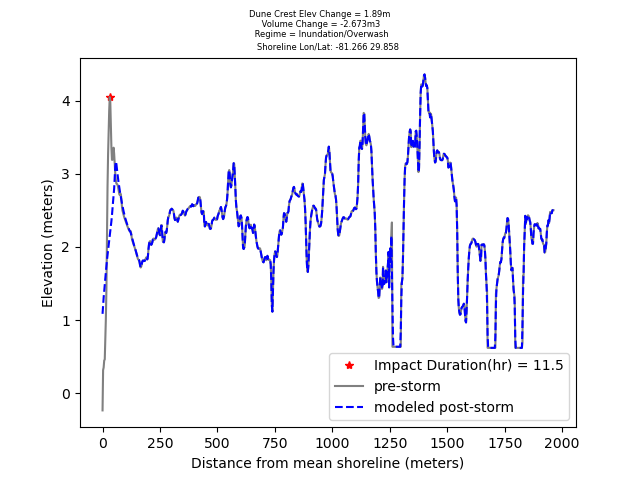 Dune Crest Elev Change = 1.89m
Volume Change = -2.673m3
Regime = Inundation/Overwash
Shoreline Lon/Lat: -81.266 29.858
4
3
2
1
0
Elevation (meters)
Impact Duration(hr) = 11.5
pre-storm
modeled post-storm
0 250 500 750 1000 1250 1500 1750 2000
Distance from mean shoreline (meters)